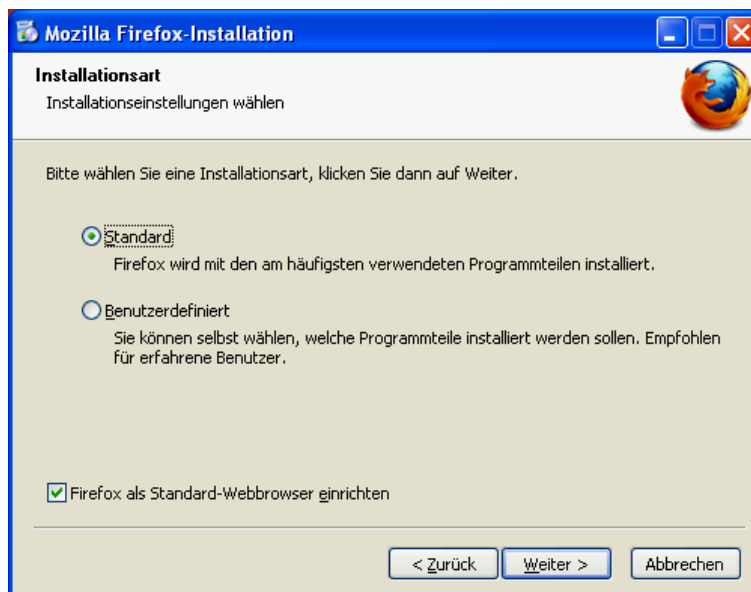 Mozilla Firefox-Installation
Installationsart
Installationseinstellungen wählen
Bitte wählen Sie eine Installationsart, klicken Sie dann auf Weiter.
Standard
Firefox wird mit den am häufigsten verwendeten Programmteilen installiert.
Benutzerdefiniert
Sie können selbst wählen, welche Programmteile installiert werden sollen. Empfohlen
für erfahrene Benutzer.
Firefox als Standard-Webbrowser einrichten
< Zurück Weiter > Abbrechen